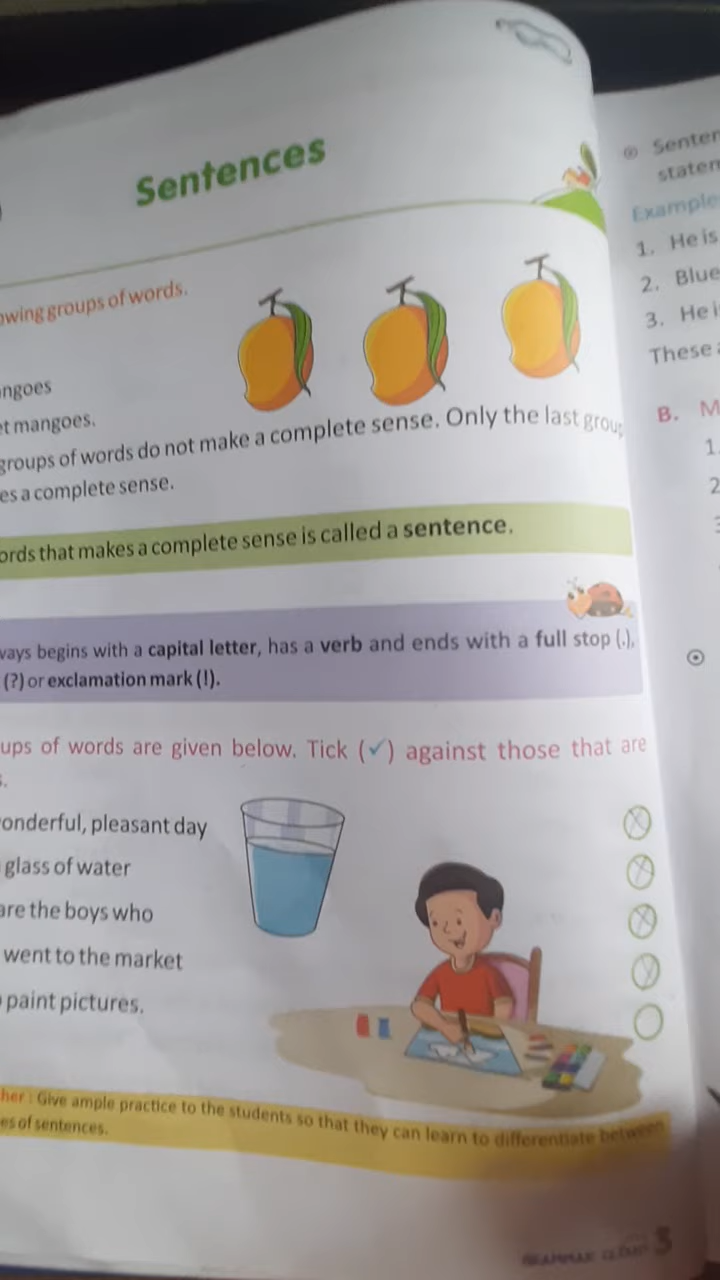 Sentences
owing groups of words.
ngoes
et mangoes.
groups of words do not make a complete sense. Only the last group
es a complete sense.
ords that makes a complete sense is called a sentence.
ways begins with a capital letter, has a verb and ends with a full stop (.),
(?) or exclamation mark (!).
ups of words are given below. Tick (✓) against those that are
s.
onderful, pleasant day
glass of water
are the boys who
went to the market
paint pictures.
her : Give ample practice to the students so that they can learn to differentiate between
es of sentences.
5
Senten
statem
Example
1. He is
2. Blue
3. He i
These a
B. M
1.
2
3